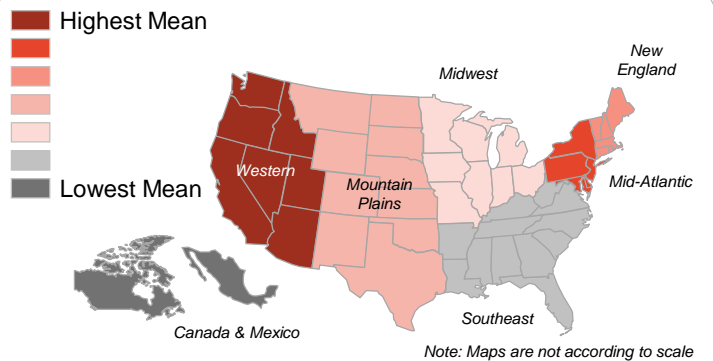 Highest Mean
New
England
Midwest
Western
Mountain
Plains
Mid-Atlantic
Lowest Mean
Southeast
Canada & Mexico
Note: Maps are not according to scale